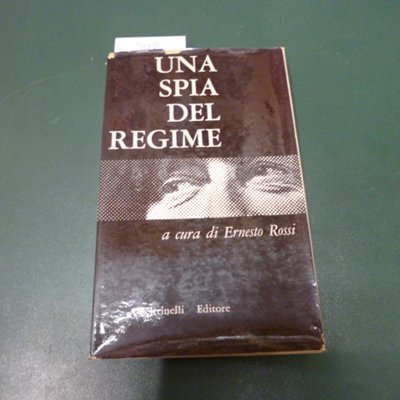 UNA
SPIA
DEL
REGIME
a cura di Ernesto Rossi
Editore